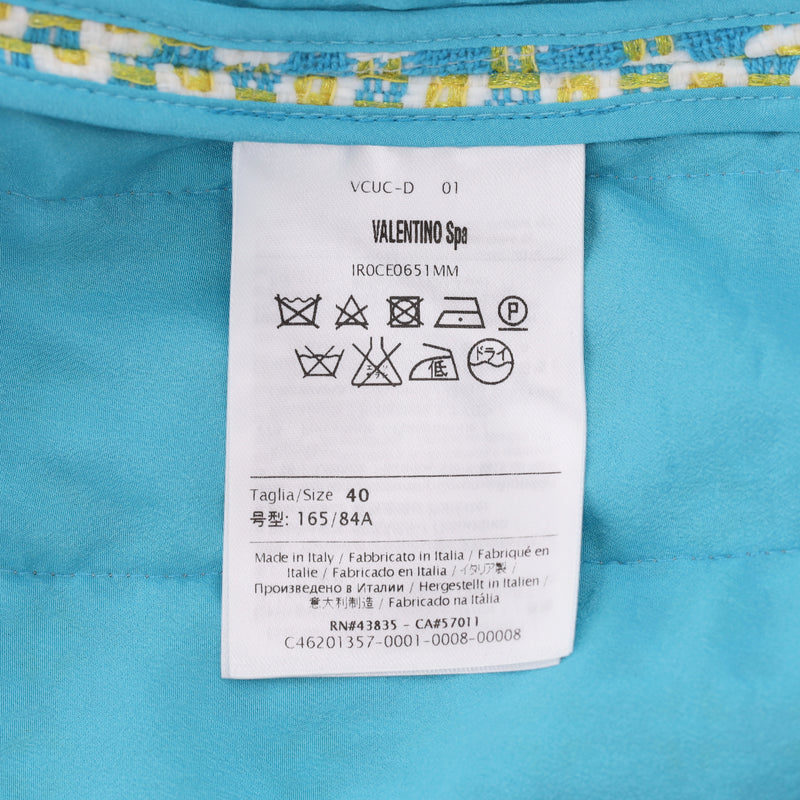 VCUC-D 01
VALENTINO Spa
IR0CE0651MM
P
低 ドライ
Taglia/Size 40
号型: 165/84A
Made in Italy / Fabbricato in Italia / Fabriqué en
Italie / Fabricado en Italia / イタリア製 /
Произведено в Италии / Hergestellt in Italien /
意大利制造 / Fabricado na Itália
RN#43835 - CA#57011
C46201357-0001-0008-00008